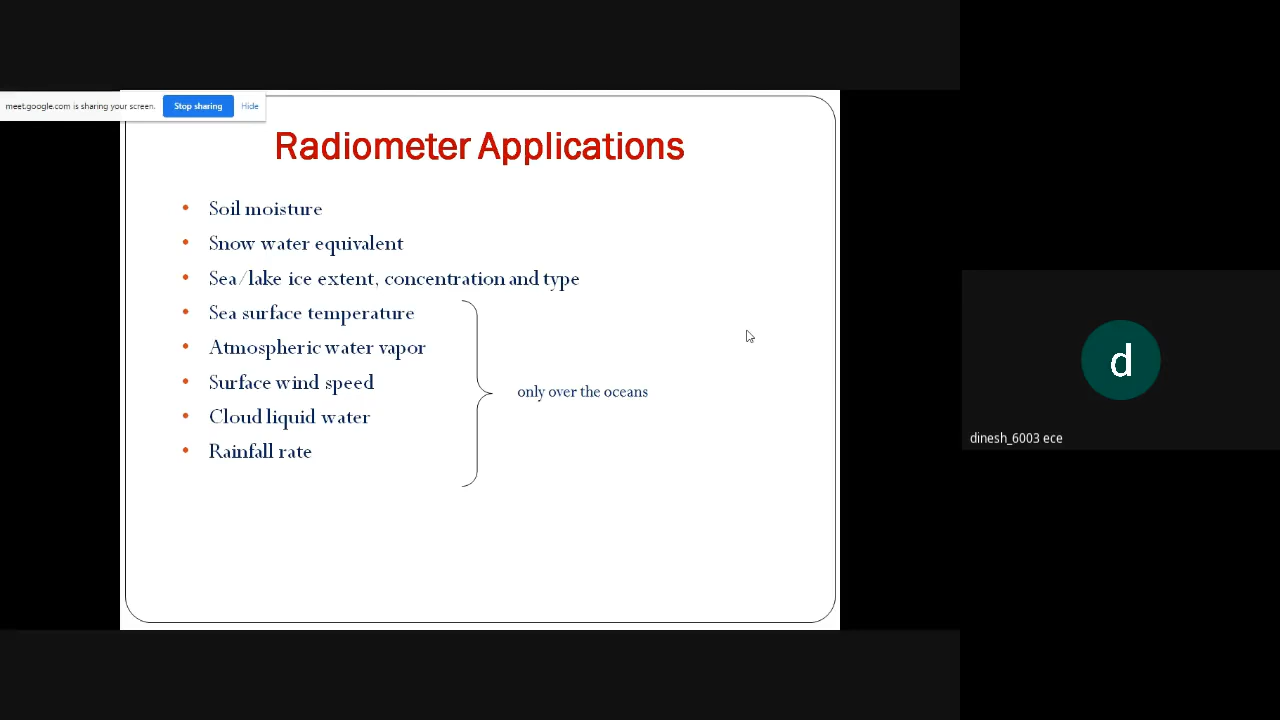 meet.google.com is sharing your screen.
Stop sharing
Hide
Radiometer Applications
• Soil moisture
• Snow water equivalent
• Sea/lake ice extent, concentration and type
• Sea surface temperature
• Atmospheric water vapor
• Surface wind speed
• Cloud liquid water
• Rainfall rate
only over the oceans
d
dinesh_6003 ece